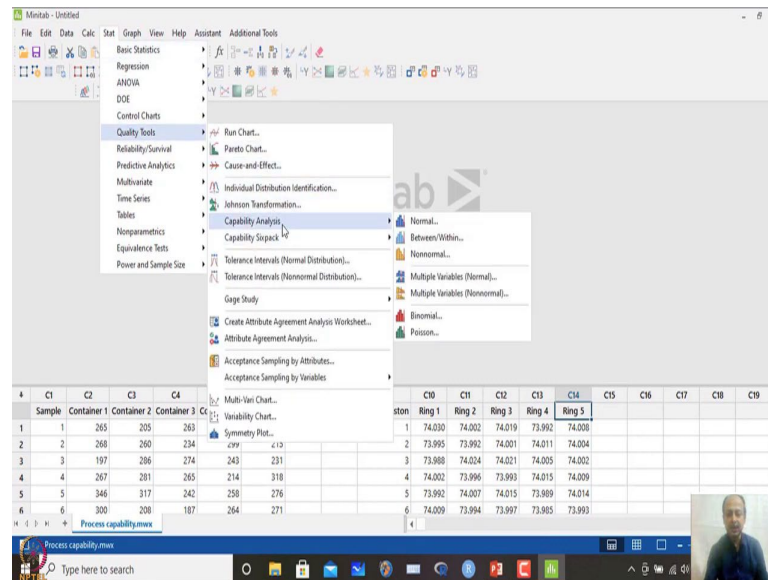 Minitab - Untitled
File Edit Data Calc Stat Graph View Help Assistant Additional Tools
Basic Statistics
Regression
ANOVA
DOE
Control Charts
Quality Tools
Reliability/Survival
Predictive Analytics
Multivariate
Time Series
Tables
Nonparametrics
Equivalence Tests
Power and Sample Size
Run Chart...
Pareto Chart...
Cause-and-Effect...
Individual Distribution Identification...
Johnson Transformation...
Capability Analysis
Capability Sixpack
Tolerance Intervals (Normal Distribution)...
Tolerance Intervals (Nonnormal Distribution)...
Gage Study
Create Attribute Agreement Analysis Worksheet...
Attribute Agreement Analysis...
Acceptance Sampling by Attributes...
Acceptance Sampling by Variables
Multi-Vari Chart...
Variability Chart...
Symmetry Plot...
Normal...
Between/Within...
Nonnormal...
Multiple Variables (Normal)...
Multiple Variables (Nonnormal)...
Binomial...
Poisson...
ab
C1 C2 C3 C4 C10 C11 C12 C13 C14 C15 C16 C17 C18 C19
Sample Container 1 Container 2 Container 3 Co ston Ring 1 Ring 2 Ring 3 Ring 4 Ring 5
1 1 265 205 263 1 74.030 74.002 74.019 73.992 74.008
2 2 268 260 234 299 215 2 73.995 73.992 74.001 74.011 74.004
3 3 197 286 274 243 231 3 73.988 74.024 74.021 74.005 74.002
4 4 267 281 265 214 318 4 74.002 73.996 73.993 74.015 74.009
5 5 346 317 242 258 276 5 73.992 74.007 74.015 73.989 74.014
6 6 300 208 187 264 271 6 74.009 73.994 73.997 73.985 73.993
Process capability.mwx
Process capability.mwx
NPTEL
Type here to search